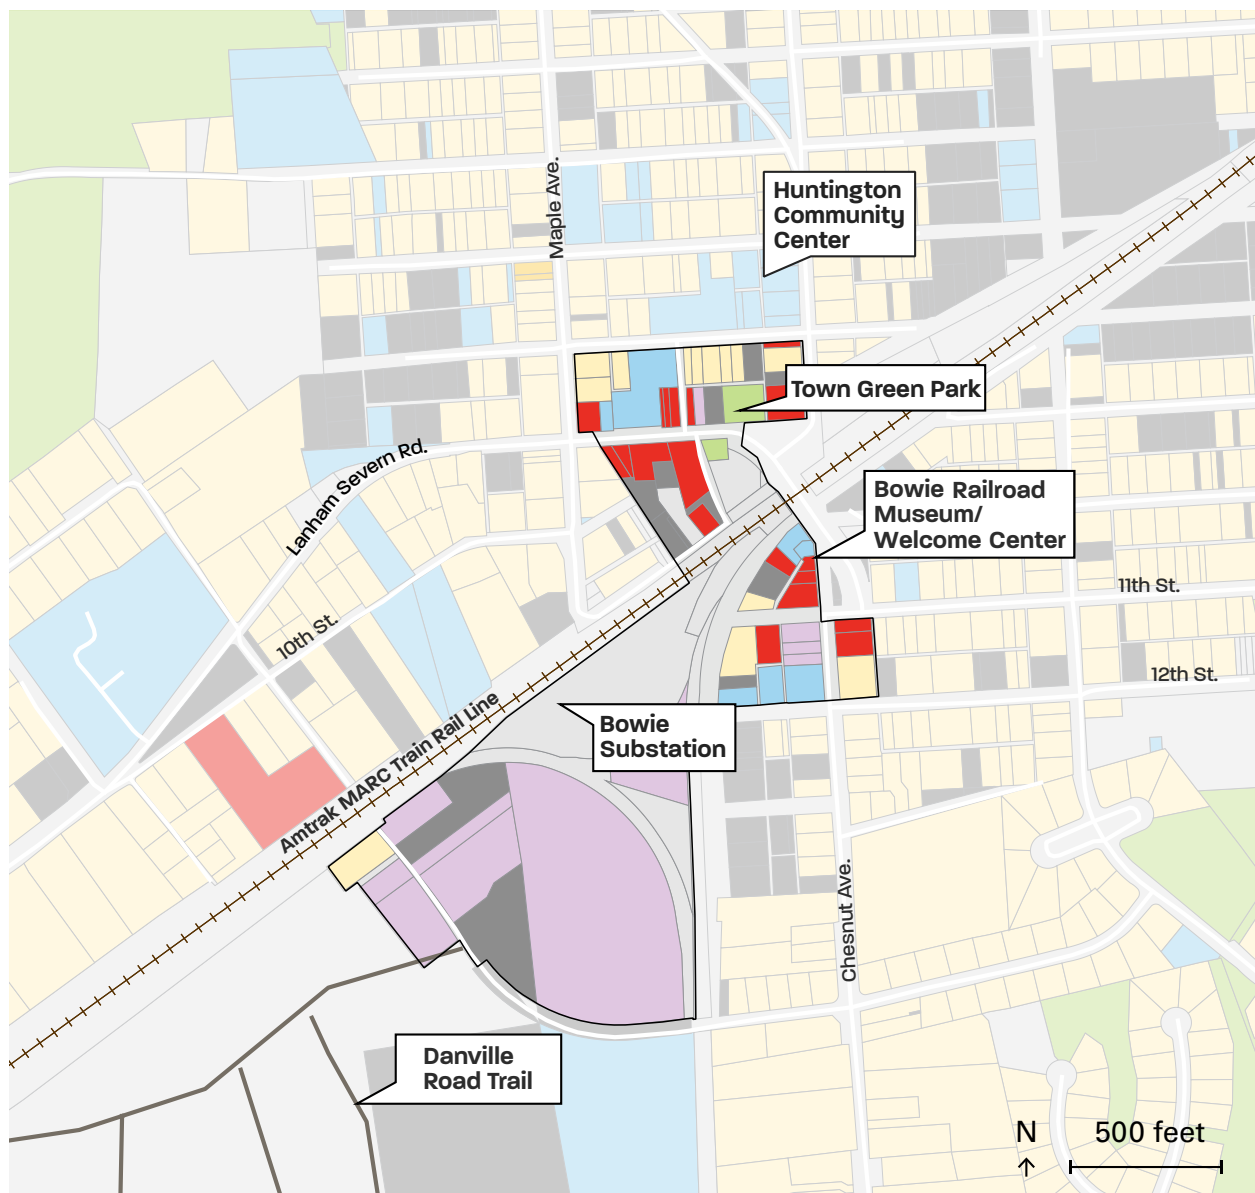 Maple Ave.
Huntington
Community
Center
Town Green Park
Lanham Severn Rd.
Bowie Railroad
Museum/
Welcome Center
11th St.
10th St.
12th St.
Amtrak MARC Train Rail Line
Bowie
Substation
Chesnut Ave.
Danville
Road Trail
N
500 feet